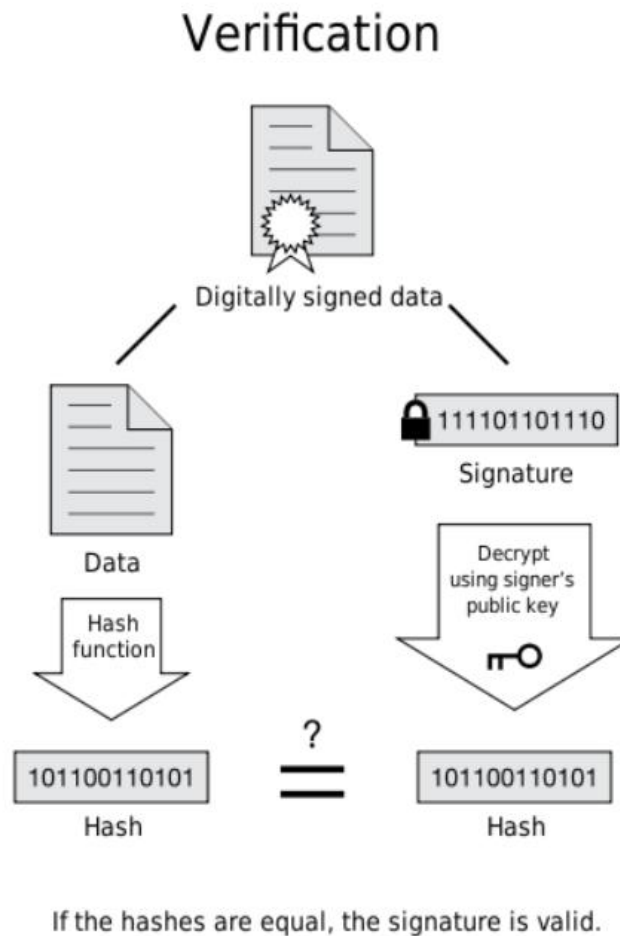 Verification
Digitally signed data
111101101110
Signature
Data
Decrypt
using signer's
public key
Hash
function
?
101100110101
101100110101
Hash
Hash
If the hashes are equal, the signature is valid.